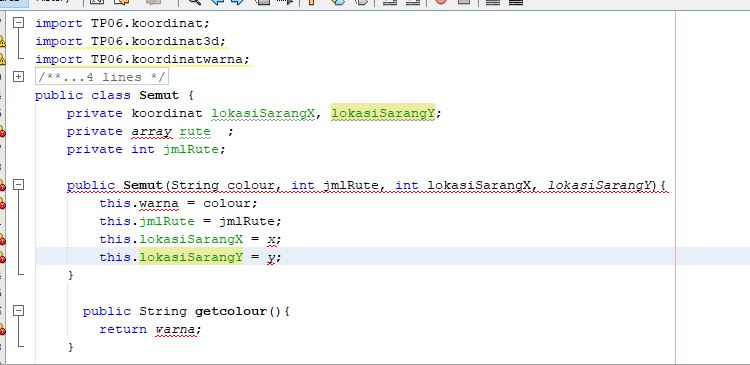 import TP06.koordinat;
import TP06.koordinat3d;
import TP06.koordinatwarna;
/**...4 lines */
public class Semut {
private koordinat lokasiSarangX, lokasiSarangY;
private array rute  ;
private int jmlRute;
public Semut(String colour, int jmlRute, int lokasiSarangX, lokasiSarangY){
this.warna = colour;
this.jmlRute = jmlRute;
this.lokasiSarangX = x;
this.lokasiSarangY = y;
}
public String getcolour(){
return warna;
}